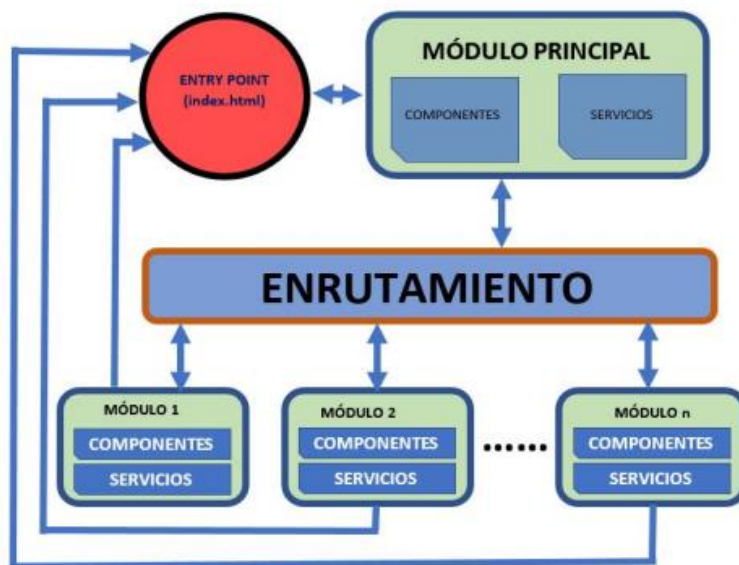 ENTRY POINT
(index.html)
MÓDULO PRINCIPAL
COMPONENTES
SERVICIOS
ENRUTAMIENTO
MÓDULO 1
COMPONENTES
SERVICIOS
MÓDULO 2
COMPONENTES
SERVICIOS
.......
MÓDULO n
COMPONENTES
SERVICIOS